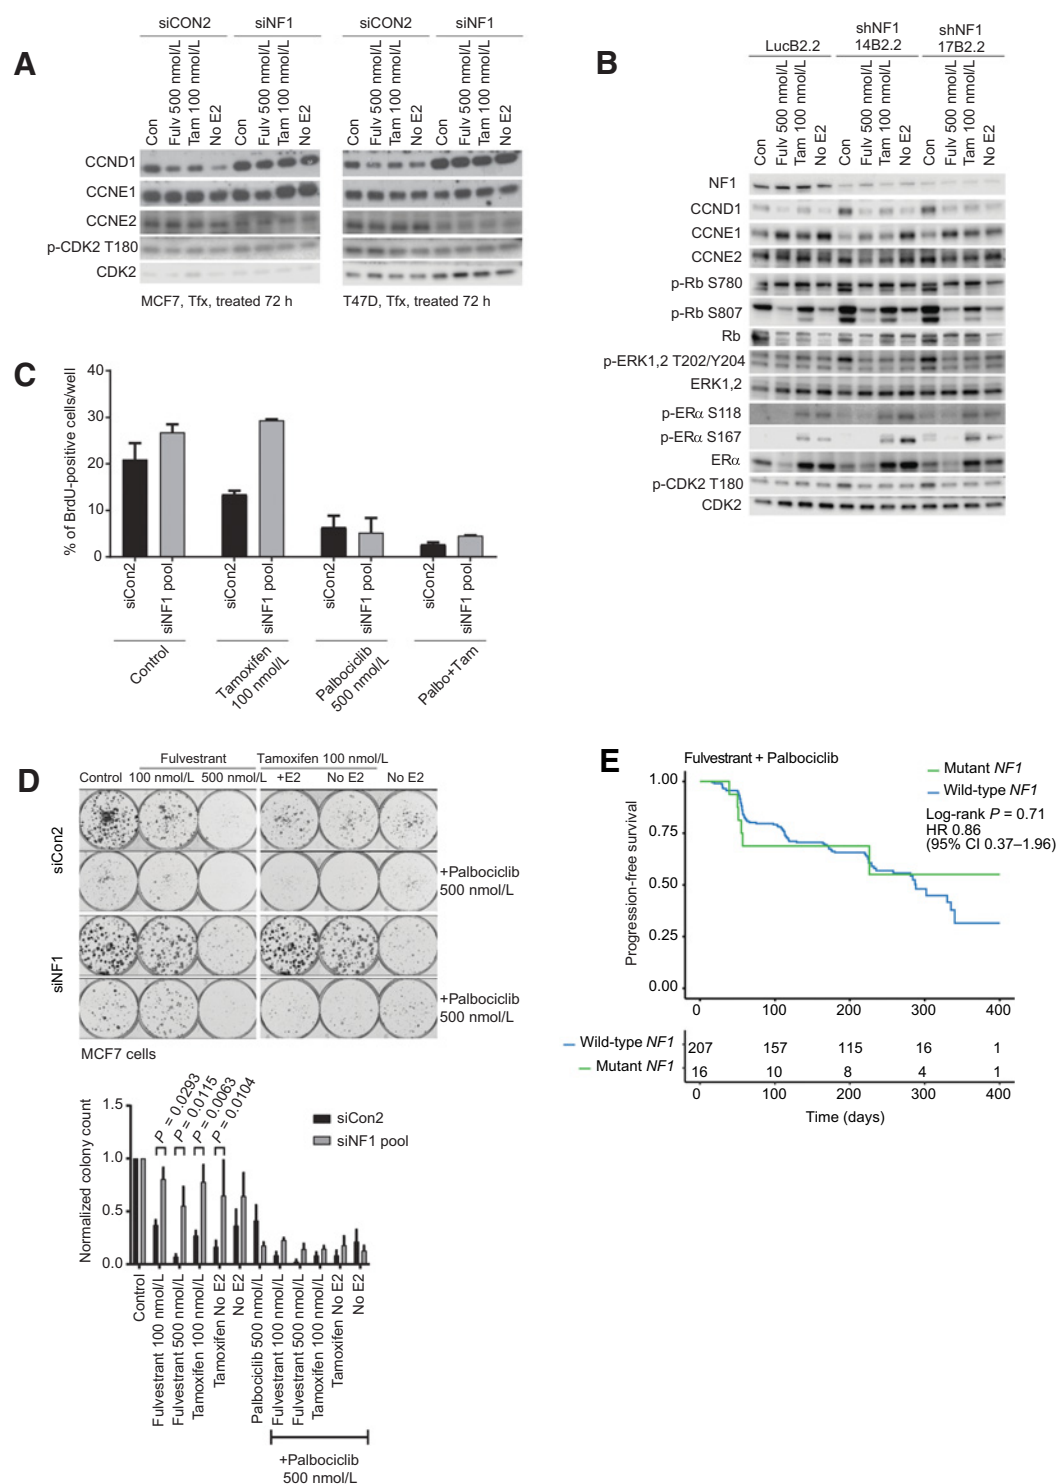 A
siCON2 siNF1 siCON2 siNF1
Con Fulv 500 nmol/L Tam 100 nmol/L No E2 Con Fulv 500 nmol/L Tam 100 nmol/L No E2 Con Fulv 500 nmol/L Tam 100 nmol/L No E2 Con Fulv 500 nmol/L Tam 100 nmol/L No E2
CCND1
CCNE1
CCNE2
p-CDK2 T180
CDK2
MCF7, Tfx, treated 72 h T47D, Tfx, treated 72 h
B
LucB2.2 shNF1 14B2.2 shNF1 17B2.2
Con Fulv 500 nmol/L Tam 100 nmol/L No E2 Con Fulv 500 nmol/L Tam 100 nmol/L No E2 Con Fulv 500 nmol/L Tam 100 nmol/L No E2
NF1
CCND1
CCNE1
CCNE2
p-Rb S780
p-Rb S807
Rb
p-ERK1,2 T202/Y204
ERK1,2
p-ERα S118
p-ERα S167
ERα
p-CDK2 T180
CDK2
C
% of BrdU-positive cells/well
40
30
20
10
0
siCon2 siNF1 pool siCon2 siNF1 pool siCon2 siNF1 pool siCon2 siNF1 pool
Control
Tamoxifen
100 nmol/L
Palbociclib
500 nmol/L
Palbo+Tam
D
Fulvestrant Tamoxifen 100 nmol/L
Control 100 nmol/L 500 nmol/L +E2 No E2 No E2
siCon2
+Palbociclib
500 nmol/L
siNF1
+Palbociclib
500 nmol/L
MCF7 cells
Normalized colony count
1.5
1.0
0.5
0.0
P = 0.0293
P = 0.0115
P = 0.0063
P = 0.0104
siCon2
siNF1 pool
Control
Fulvestrant 100 nmol/L
Fulvestrant 500 nmol/L
Tamoxifen 100 nmol/L
Tamoxifen No E2
No E2
Palbociclib 500 nmol/L
Fulvestrant 100 nmol/L
Fulvestrant 500 nmol/L
Tamoxifen 100 nmol/L
Tamoxifen No E2
No E2
+Palbociclib
500 nmol/L
E
Fulvestrant + Palbociclib
Mutant NF1
Wild-type NF1
Log-rank P = 0.71
HR 0.86
(95% CI 0.37–1.96)
Progression-free survival
1.00
0.75
0.50
0.25
0.00
0 100 200 300 400
Wild-type NF1 207 157 115 16 1
Mutant NF1 16 10 8 4 1
0 100 200 300 400
Time (days)